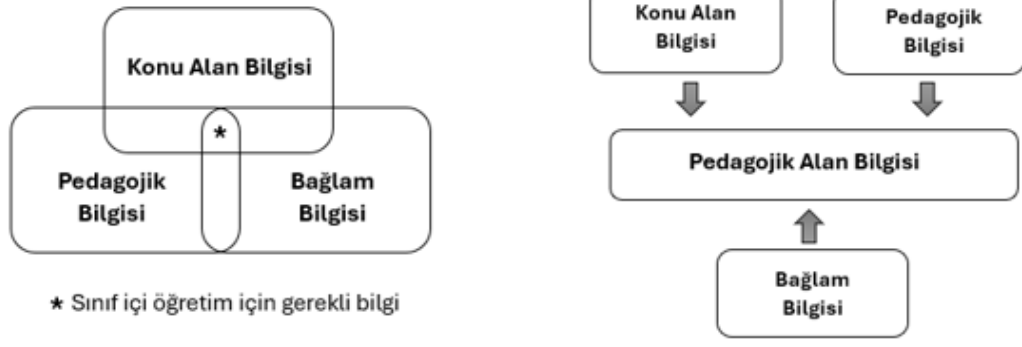 Konu Alan Bilgisi
*
Pedagojik
Bilgisi
Bağlam
Bilgisi
* Sınıf içi öğretim için gerekli bilgi
Konu Alan
Bilgisi
Pedagojik
Bilgisi
Pedagojik Alan Bilgisi
Bağlam
Bilgisi